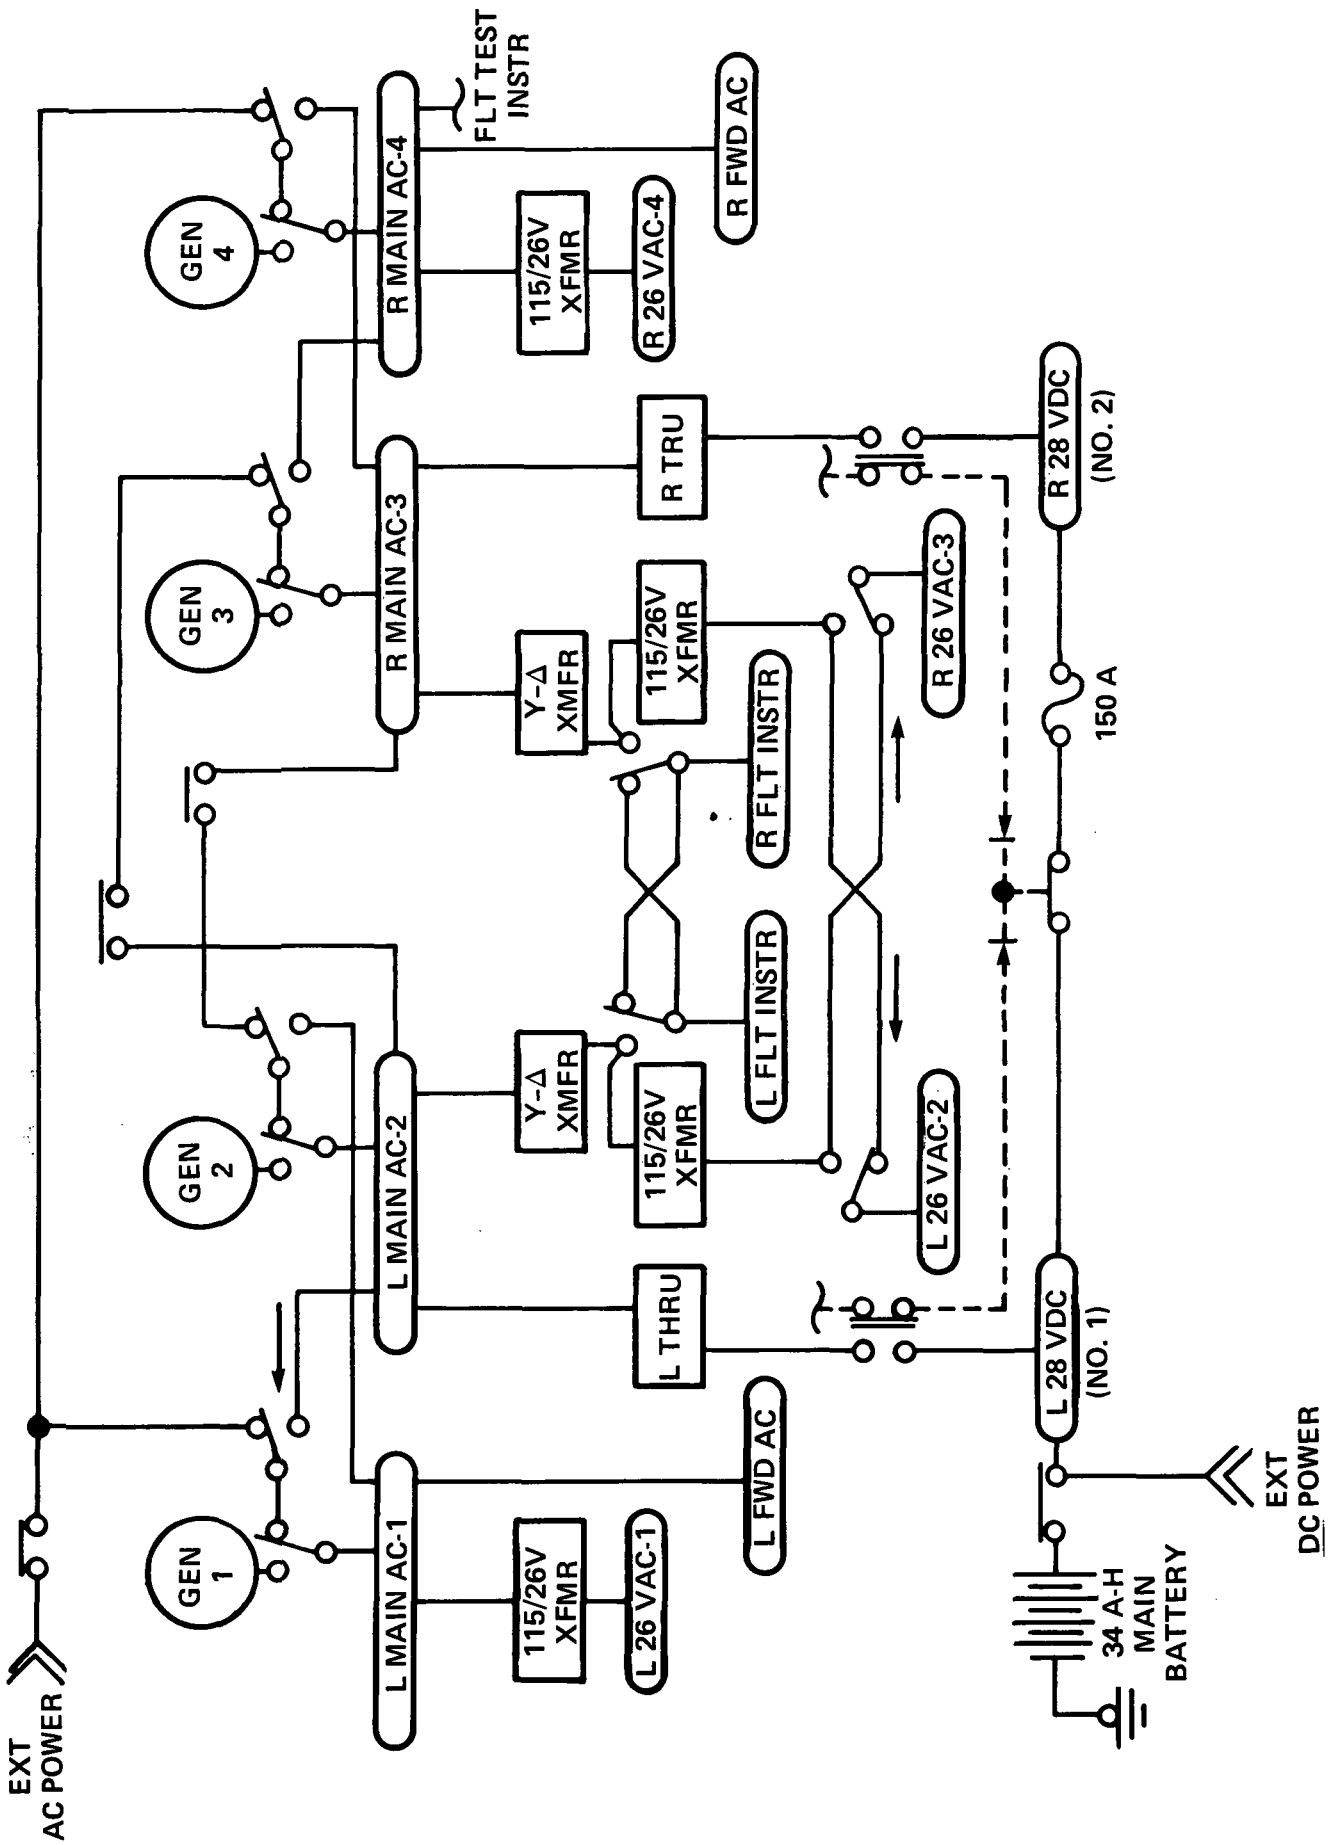 EXT
AC POWER
GEN
1
GEN
2
GEN
3
GEN
4
L MAIN AC-1
L MAIN AC-2
R MAIN AC-3
R MAIN AC-4
FLT TEST
INSTR
115/26V
XFMR
Y-Δ
XMFR
Y-Δ
XMFR
115/26V
XFMR
L 26 VAC-1
L THRU
115/26V
XFMR
115/26V
XFMR
R TRU
R 26 VAC-4
L FWD AC
L FLT INSTR
R FLT INSTR
R FWD AC
L 26 VAC-2
R 26 VAC-3
34 A-H
MAIN
BATTERY
L 28 VDC
(NO. 1)
150 A
R 28 VDC
(NO. 2)
EXT
DC POWER